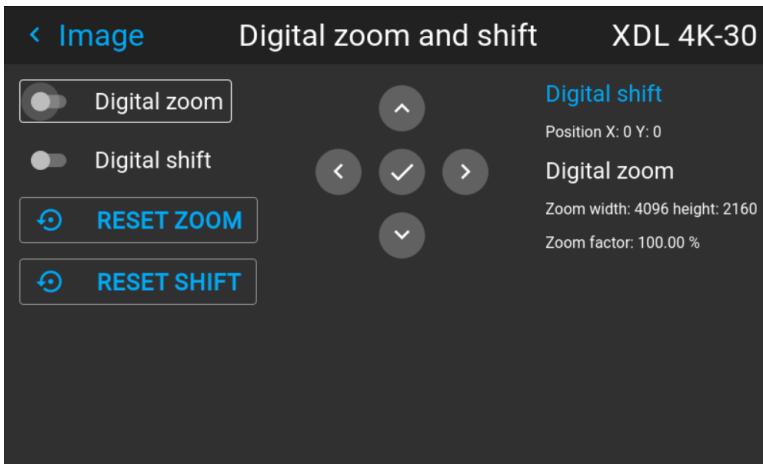 Image
Digital zoom and shift
XDL 4K-30
Digital zoom
Digital shift
RESET ZOOM
RESET SHIFT
Digital shift
Position X: 0 Y: 0
Digital zoom
Zoom width: 4096 height: 2160
Zoom factor: 100.00 %